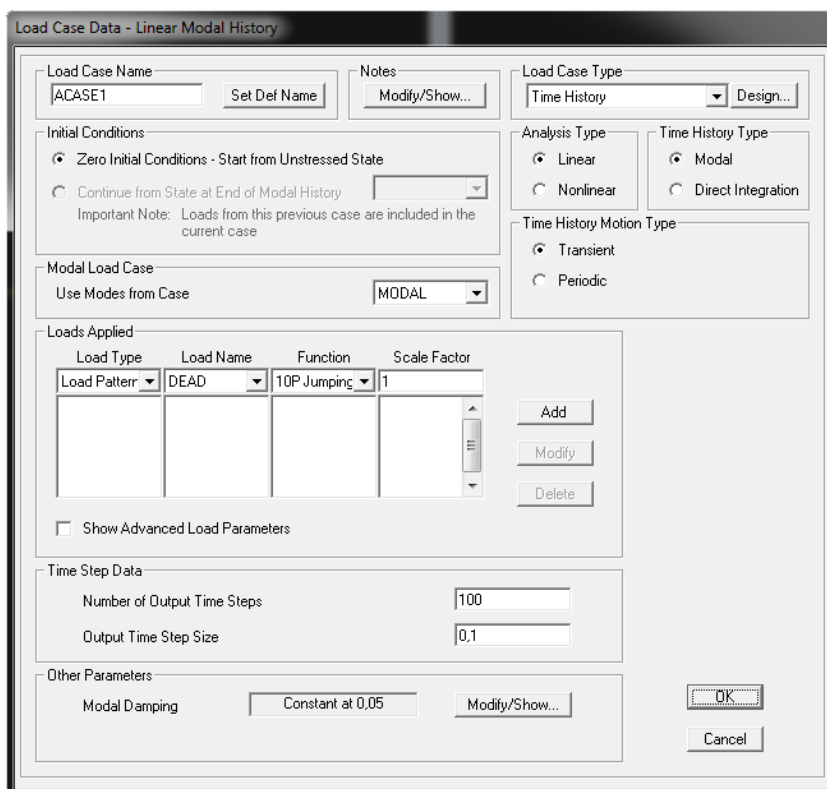 Load Case Data - Linear Modal History
Load Case Name
ACASE1
Set Def Name
Notes
Modify/Show...
Load Case Type
Time History
Design...
Initial Conditions
Zero Initial Conditions - Start from Unstressed State
Continue from State at End of Modal History
Important Note: Loads from this previous case are included in the
current case
Analysis Type
Linear
Nonlinear
Time History Type
Modal
Direct Integration
Time History Motion Type
Transient
Periodic
Modal Load Case
Use Modes from Case
MODAL
Loads Applied
Load Type Load Name Function Scale Factor
Load Pattern DEAD 10P Jumping 1
Add
Modify
Delete
Show Advanced Load Parameters
Time Step Data
Number of Output Time Steps 100
Output Time Step Size 0,1
Other Parameters
Modal Damping Constant at 0,05 Modify/Show...
OK
Cancel